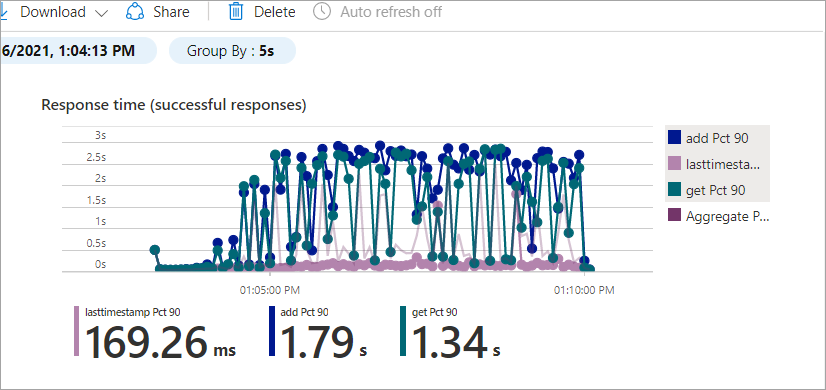 Download Share Delete Auto refresh off
6/2021, 1:04:13 PM Group By : 5s
Response time (successful responses)
3s
2.5s
2s
1.5s
1s
0.5s
0s
01:05:00 PM 01:10:00 PM
add Pct 90
lasttimesta...
get Pct 90
Aggregate P...
lasttimestamp Pct 90
169.26 ms
add Pct 90
1.79 s
get Pct 90
1.34 s